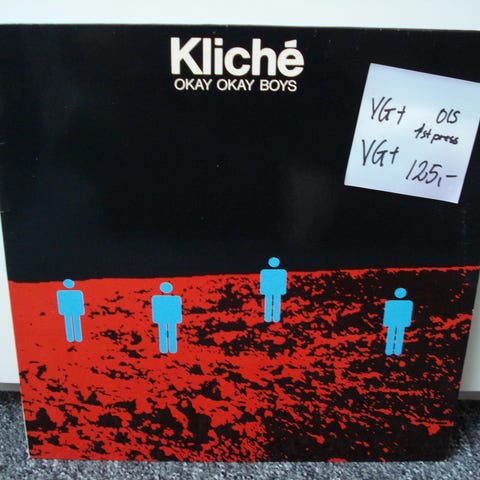 Kliché
OKAY OKAY BOYS
VG+ OIS
1st press
VG+ 125,-